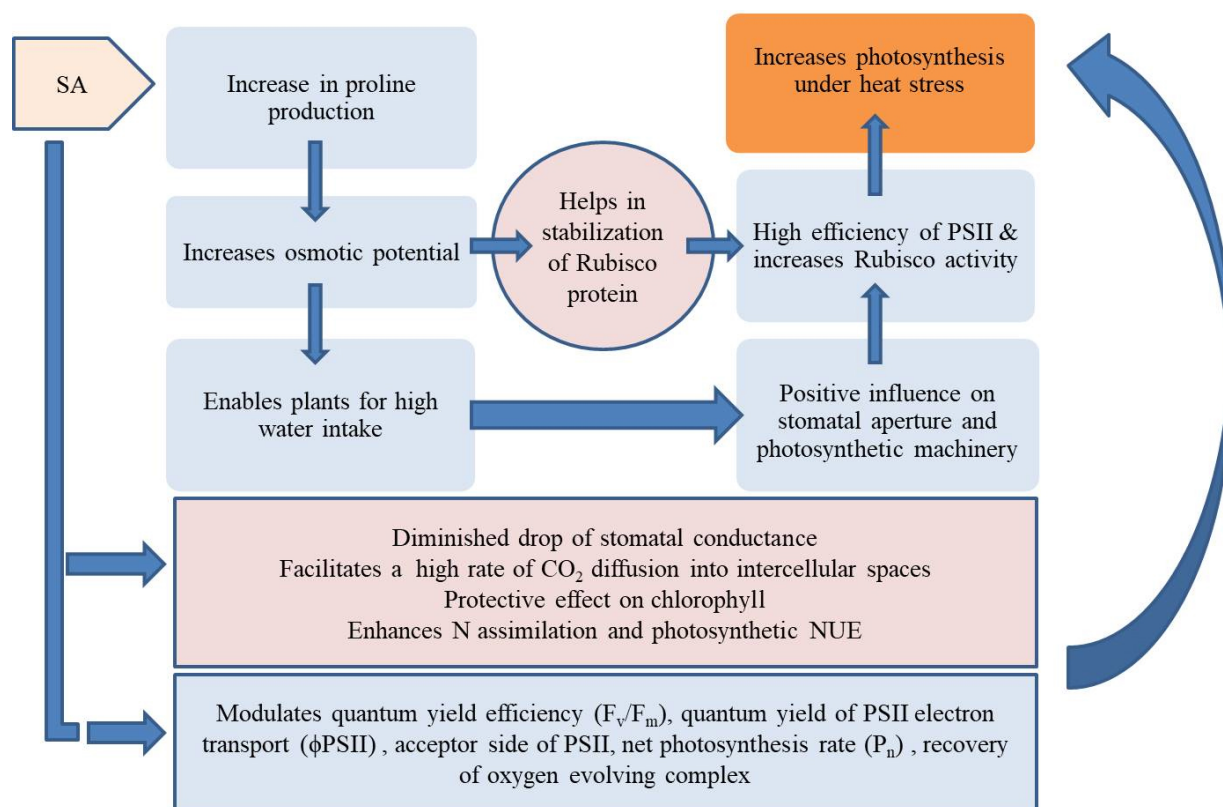 SA
Increase in proline
production
Increases osmotic potential
Enables plants for high
water intake
Helps in
stabilization
of Rubisco
protein
Increases photosynthesis
under heat stress
High efficiency of PSII &
increases Rubisco activity
Positive influence on
stomatal aperture and
photosynthetic machinery
Diminished drop of stomatal conductance
Facilitates a high rate of CO₂ diffusion into intercellular spaces
Protective effect on chlorophyll
Enhances N assimilation and photosynthetic NUE
Modulates quantum yield efficiency (Fᵥ/Fₘ), quantum yield of PSII electron
transport (ϕPSII) , acceptor side of PSII, net photosynthesis rate (Pₙ) , recovery
of oxygen evolving complex